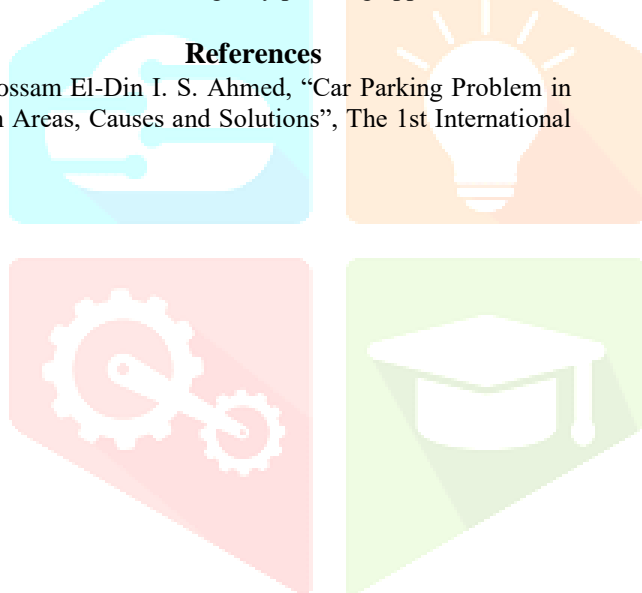 References
ossam El-Din I. S. Ahmed, “Car Parking Problem in
Areas, Causes and Solutions”, The 1st International